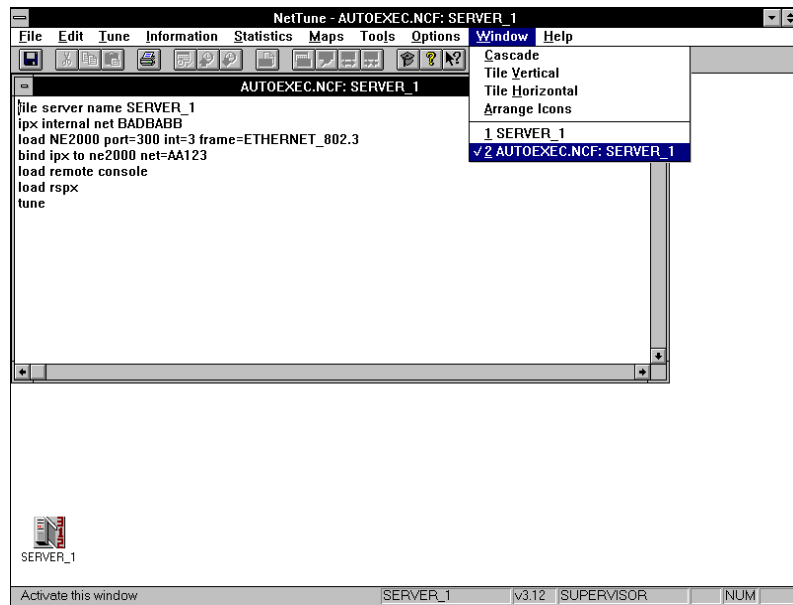 NetTune - AUTOEXEC.NCF: SERVER_1
File Edit Tune Information Statistics Maps Tools Options Window Help
AUTOEXEC.NCF: SERVER_1
file server name SERVER_1
ipx internal net BADBABB
load NE2000 port=300 int=3 frame=ETHERNET_802.3
bind ipx to ne2000 net=AA123
load remote console
load rspx
tune
Cascade
Tile Vertical
Tile Horizontal
Arrange Icons
1 SERVER_1
√2 AUTOEXEC.NCF: SERVER_1
SERVER_1
Activate this window SERVER_1 v3.12 SUPERVISOR NUM